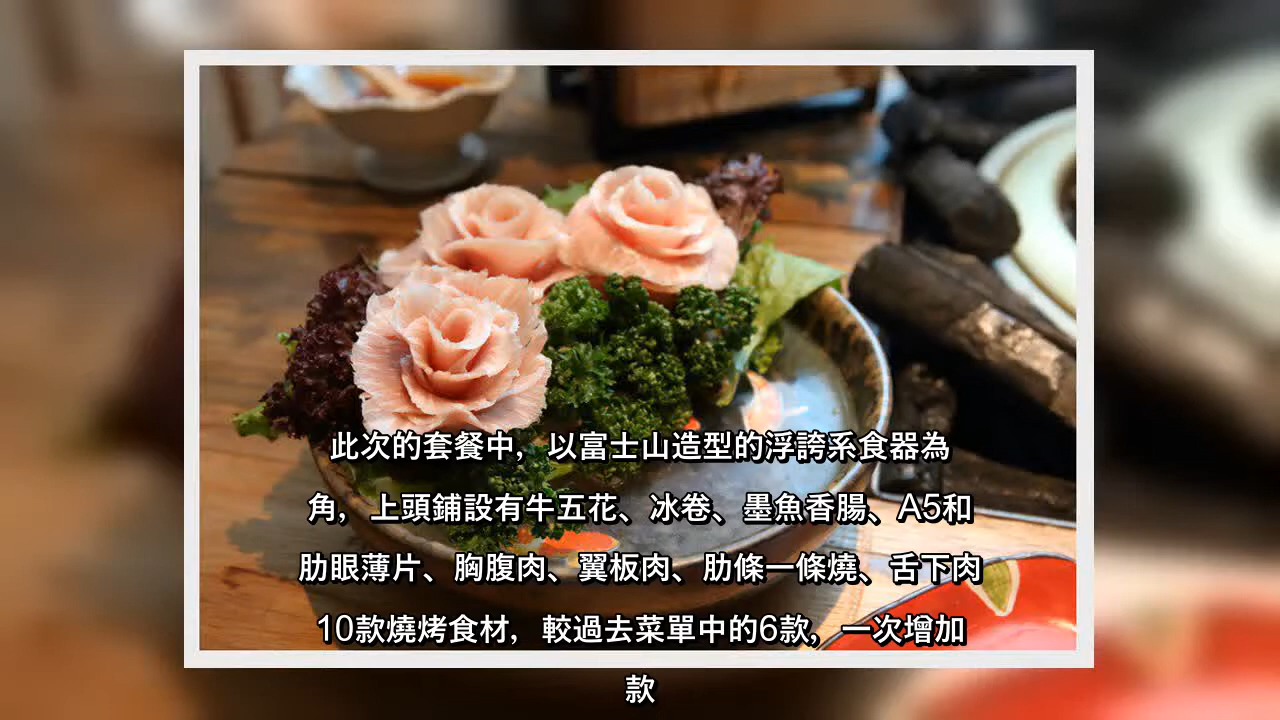 此次的套餐中，以富士山造型的浮誇系食器為
角，上頭鋪設有牛五花、冰卷、墨魚香腸、A5和
肋眼薄片、胸腹肉、翼板肉、肋條一條燒、舌下肉
10款燒烤食材，較過去菜單中的6款，一次增加
款